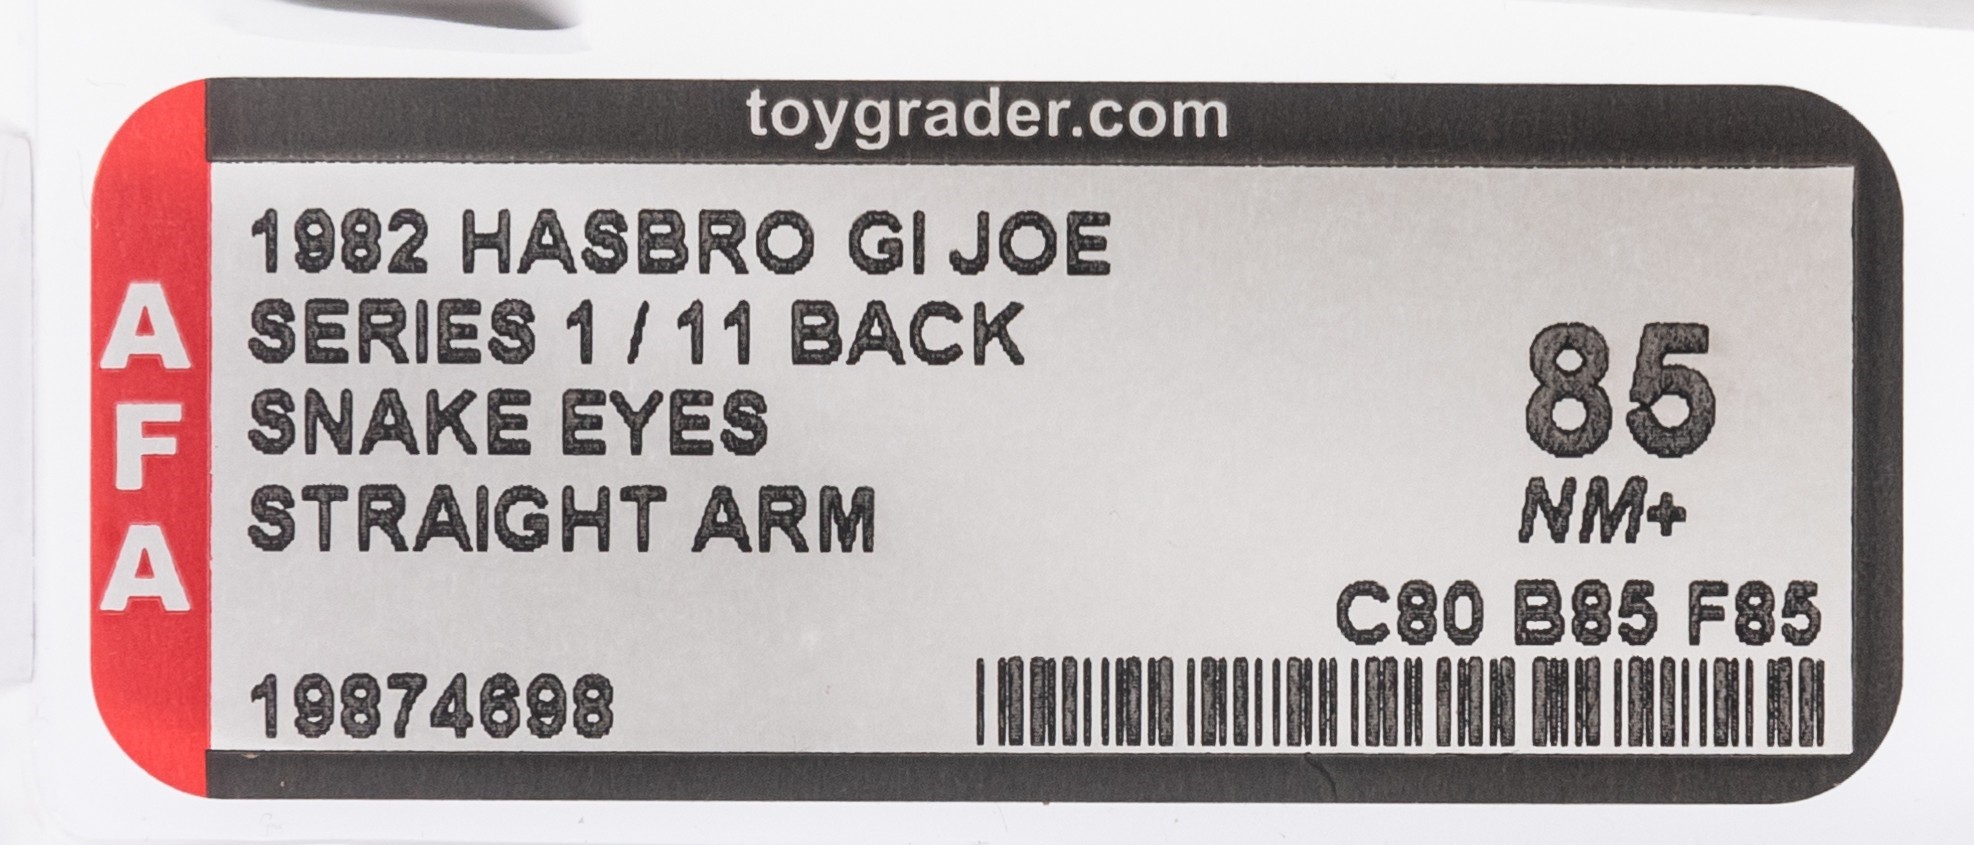 toygrader.com
AFA
1982 HASBRO GI JOE
SERIES 1 / 11 BACK
SNAKE EYES
STRAIGHT ARM
85
NM+
C80 B85 F85
19874698